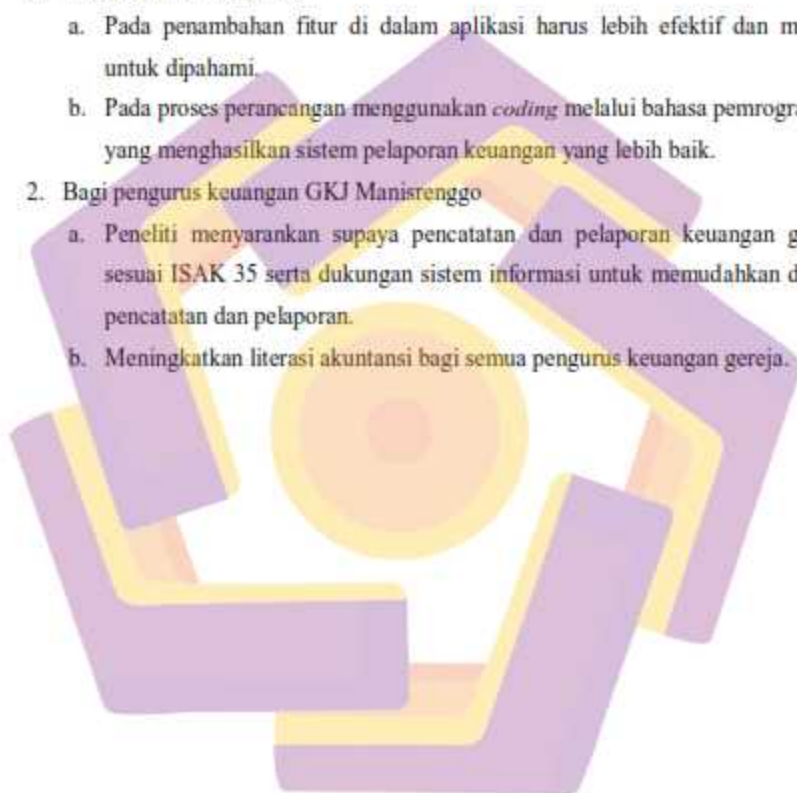 a. Pada penambahan fitur di dalam aplikasi harus lebih efektif dan m
untuk dipahami.
b. Pada proses perancangan menggunakan coding melalui bahasa pemrogra
yang menghasilkan sistem pelaporan keuangan yang lebih baik.
2. Bagi pengurus keuangan GKJ Manisrenggo
a. Peneliti menyarankan supaya pencatatan dan pelaporan keuangan g
sesuai ISAK 35 serta dukungan sistem informasi untuk memudahkan d
pencatatan dan pelaporan.
b. Meningkatkan literasi akuntansi bagi semua pengurus keuangan gereja.